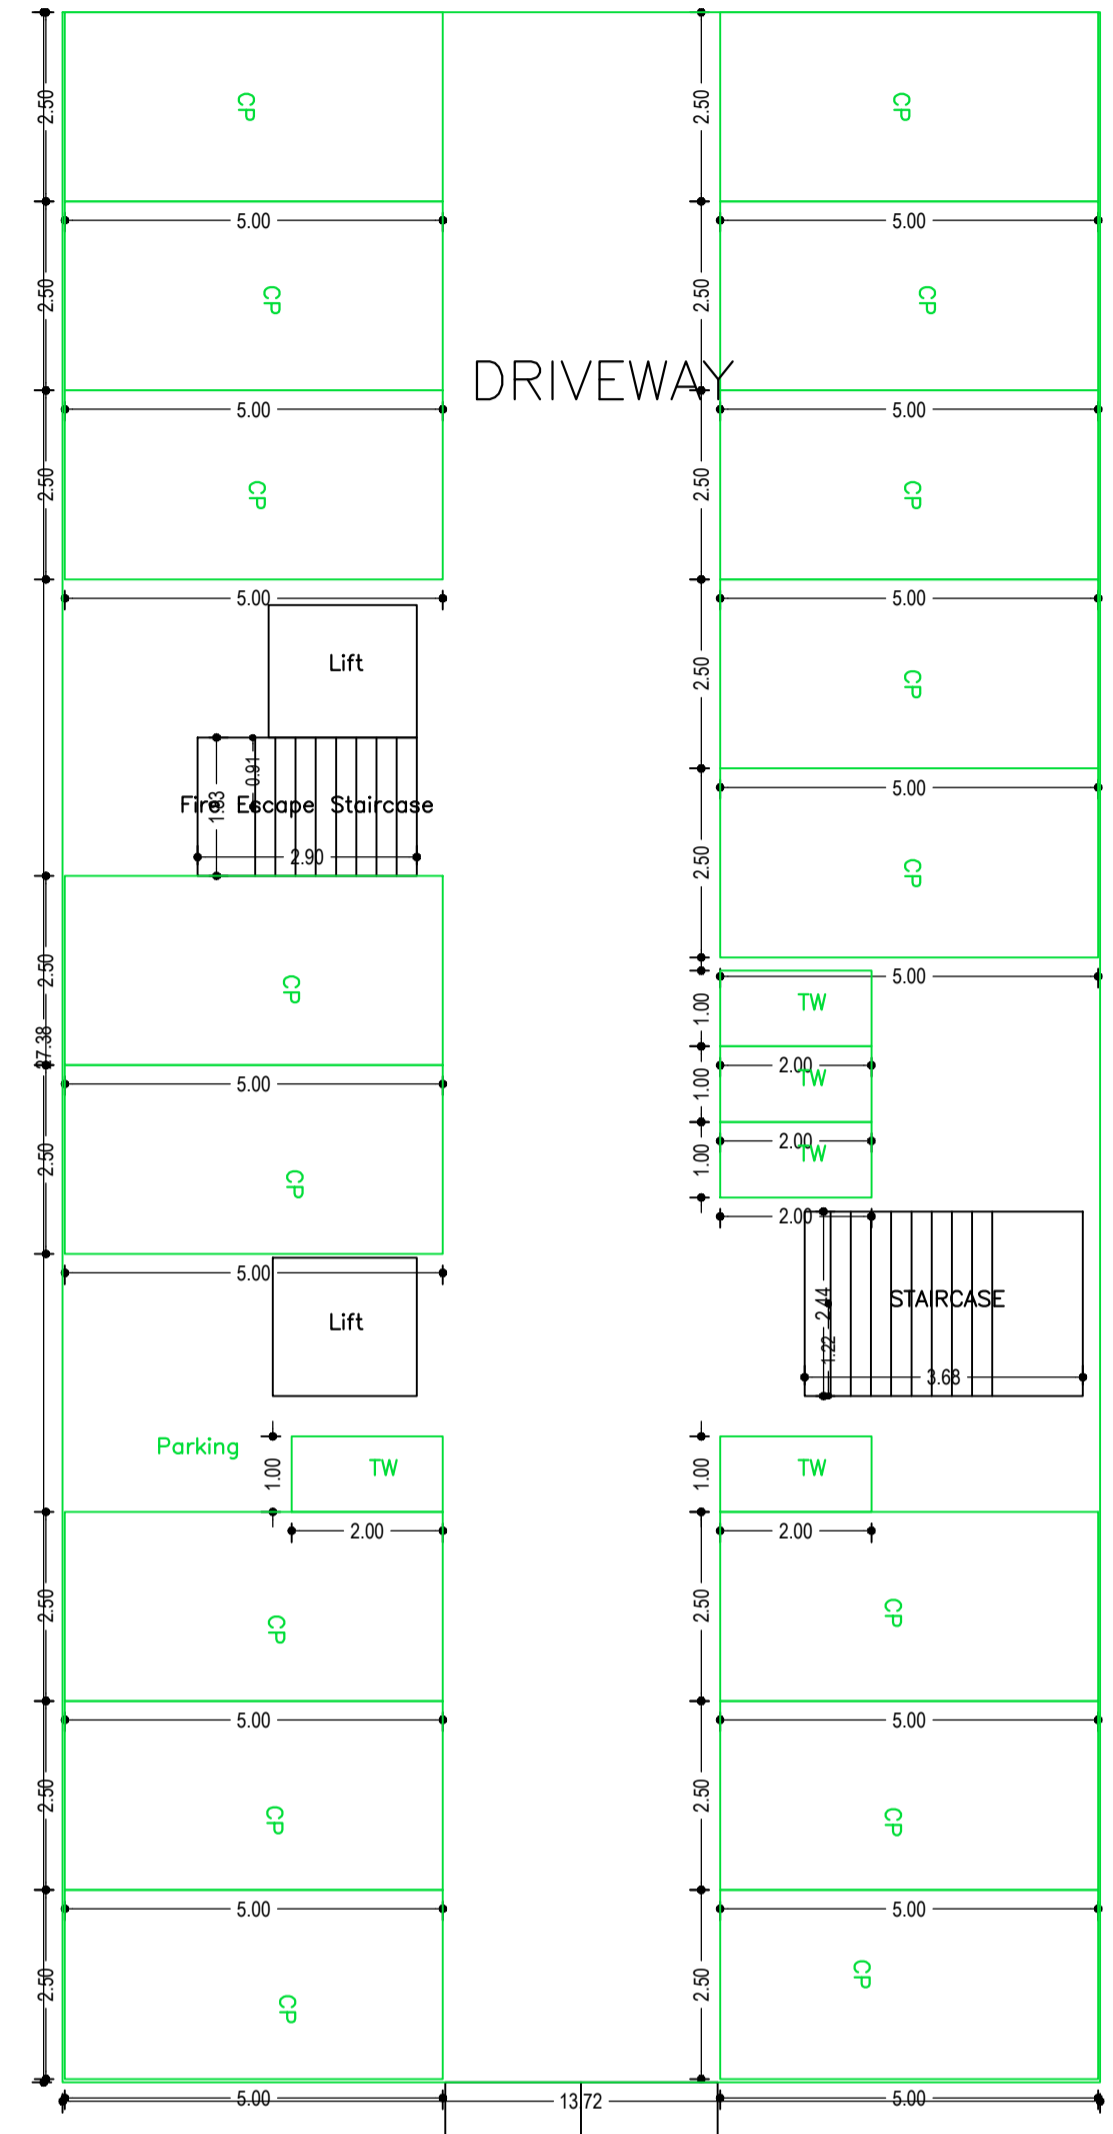 2.50 CP 2.50 CP
5.00 5.00
2.50 CP 2.50 CP
DRIVEWAY
5.00 5.00
2.50 CP 2.50 CP
5.00 5.00
Lift 2.50 CP
0.91 5.00
Fire Escape Staircase
1.83
2.90 2.50 CP
2.50 CP 5.00
1.00 TW
27.38
5.00 2.00
1.00 TW
2.00
2.50 CP 1.00 TW
2.00
5.00
Lift 2.44 STAIRCASE
1.22
3.68
Parking 1.00 TW 1.00 TW
2.00 2.00
2.50 CP 2.50 CP
5.00 5.00
2.50 CP 2.50 CP
5.00 5.00
2.50 CP 2.50 CP
5.00 13.72 5.00